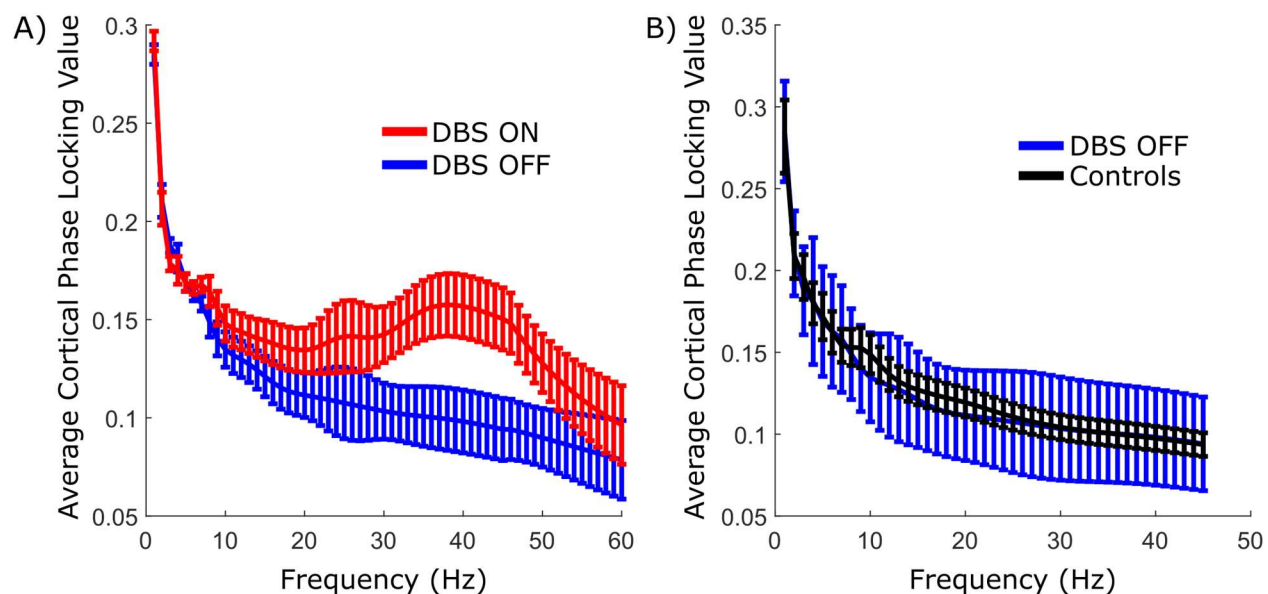 A)
Average Cortical Phase Locking Value
0.3
0.25
0.2
0.15
0.1
0.05
DBS ON
DBS OFF
0 10 20 30 40 50 60
Frequency (Hz)
B)
Average Cortical Phase Locking Value
0.35
0.3
0.25
0.2
0.15
0.1
0.05
DBS OFF
Controls
0 10 20 30 40 50
Frequency (Hz)